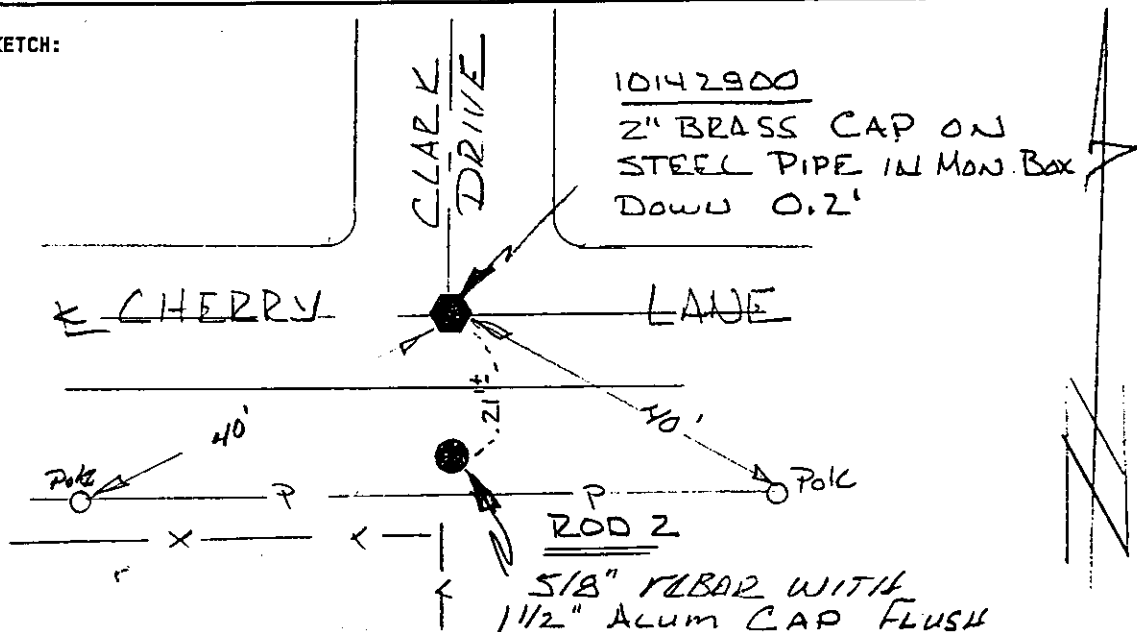 KETCH:
CLARK
DRIVE
10142900
2" BRASS CAP ON
STEEL PIPE IN MON. BOX
DOWN 0.2'
CHERRY LANE
21'±
40'
40'
Pole
Pole
P
P
ROD 2
5/8" REBAR WITH
1 1/2" ALUM CAP FLUSH
N